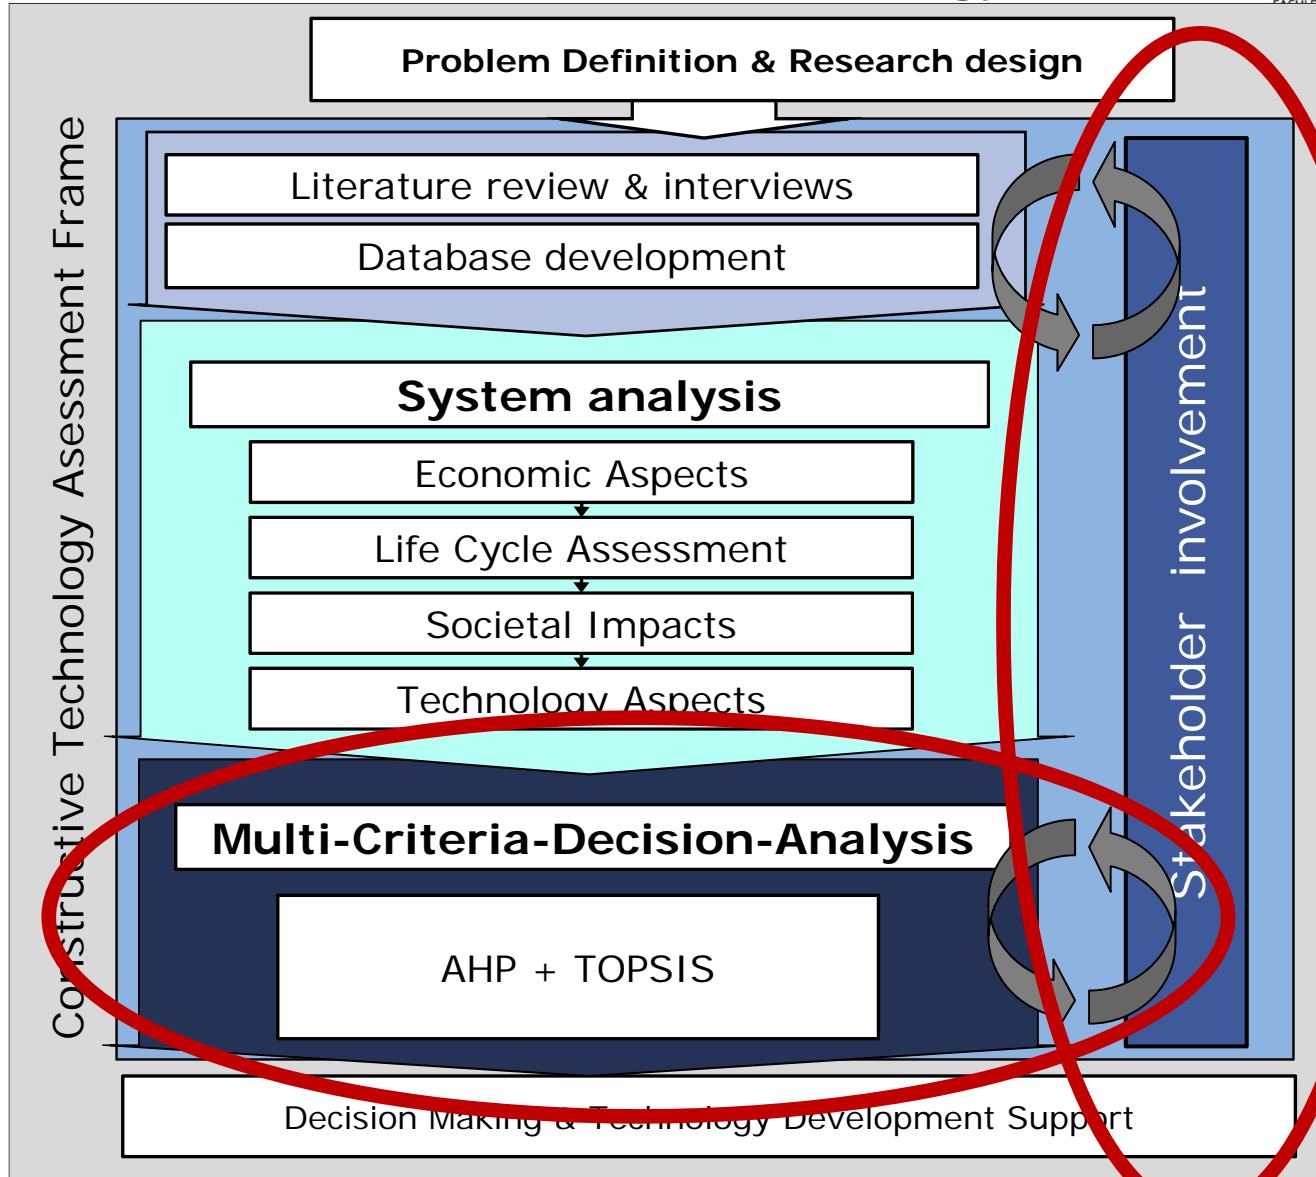 Problem Definition & Research design
Constructive Technology Asessment Frame
Literature review & interviews
Database development
System analysis
Economic Aspects
Life Cycle Assessment
Societal Impacts
Technology Aspects
Stakeholder involvement
Multi-Criteria-Decision-Analysis
AHP + TOPSIS
Decision Making & Technology Development Support